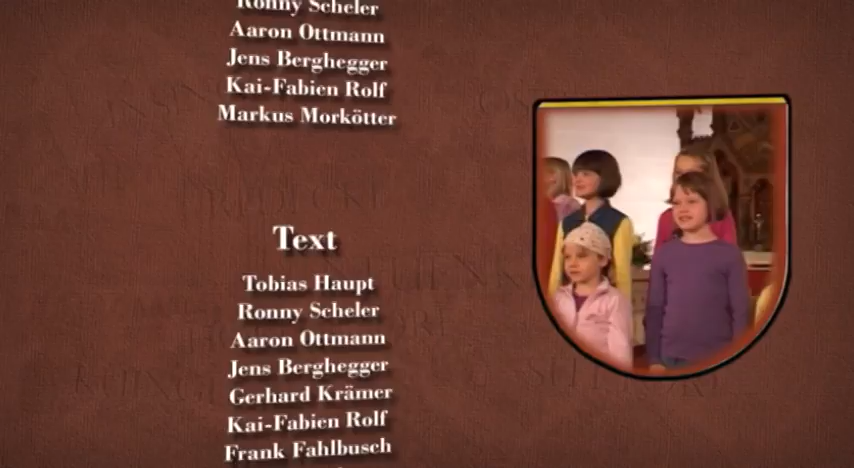 Ronny Scheler
Aaron Ottmann
Jens Berghegger
Kai-Fabien Rolf
Markus Morkötter
Text
Tobias Haupt
Ronny Scheler
Aaron Ottmann
Jens Berghegger
Gerhard Krämer
Kai-Fabien Rolf
Frank Fahlbusch